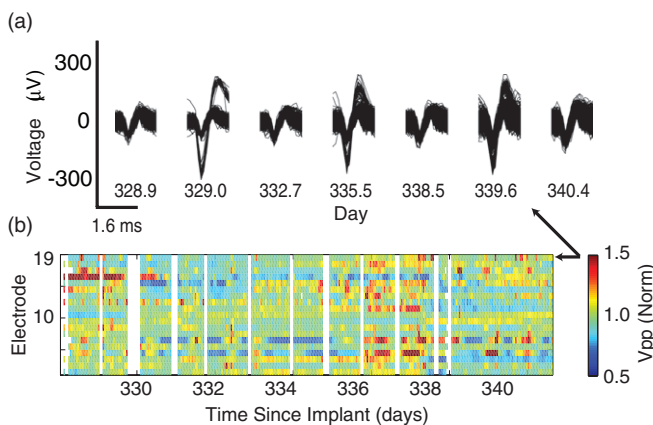 (a)
300
0
-300
Voltage (μV)
328.9 329.0 332.7 335.5 338.5 339.6 340.4
Day
1.6 ms
(b)
19
10
Electrode
330 332 334 336 338 340
Time Since Implant (days)
1.5
1.0
0.5
Vpp (Norm)